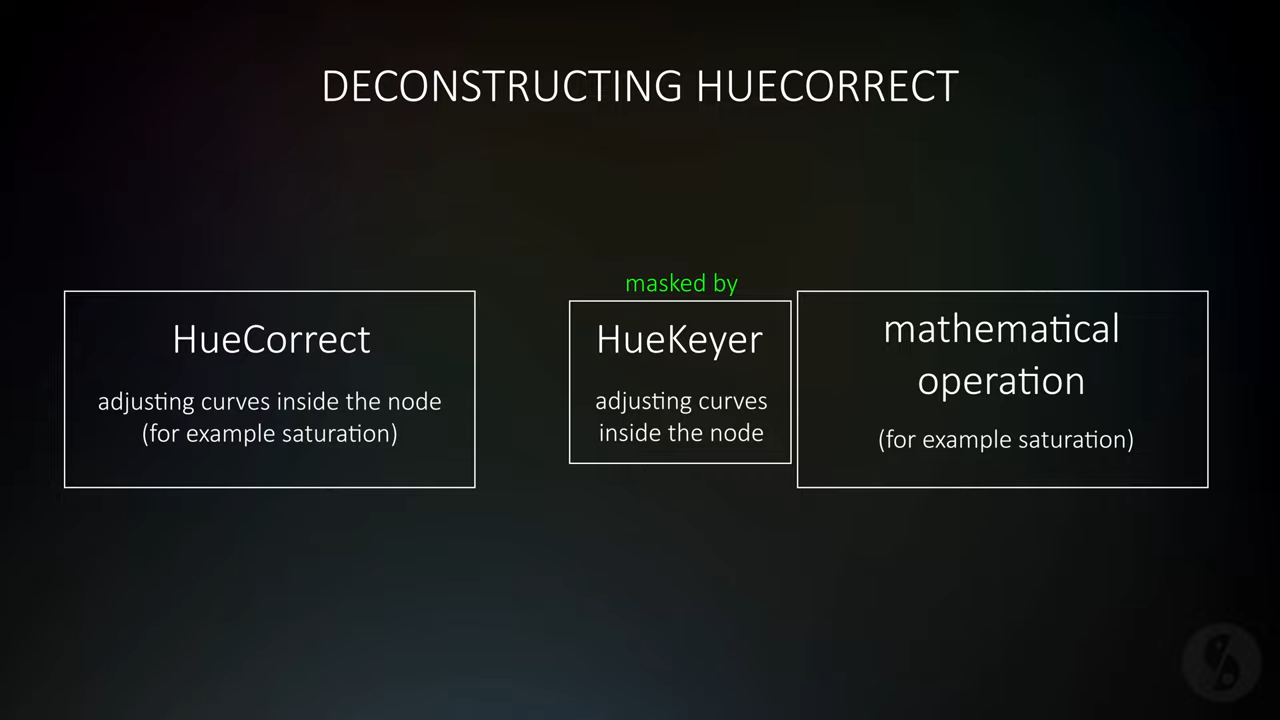 DECONSTRUCTING HUECORRECT
HueCorrect
adjusting curves inside the node
(for example saturation)
masked by
HueKeyer
adjusting curves
inside the node
mathematical
operation
(for example saturation)